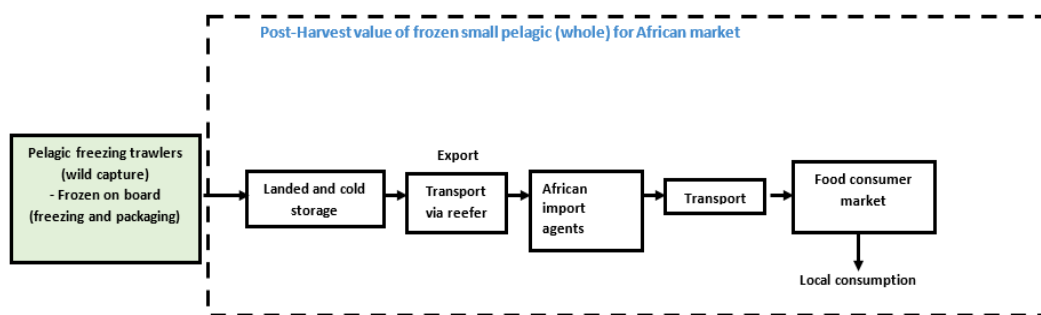 Post-Harvest value of frozen small pelagic (whole) for African market
Pelagic freezing trawlers
(wild capture)
- Frozen on board
(freezing and packaging)
Landed and cold
storage
Export
Transport
via reefer
African
import
agents
Transport
Food consumer
market
Local consumption